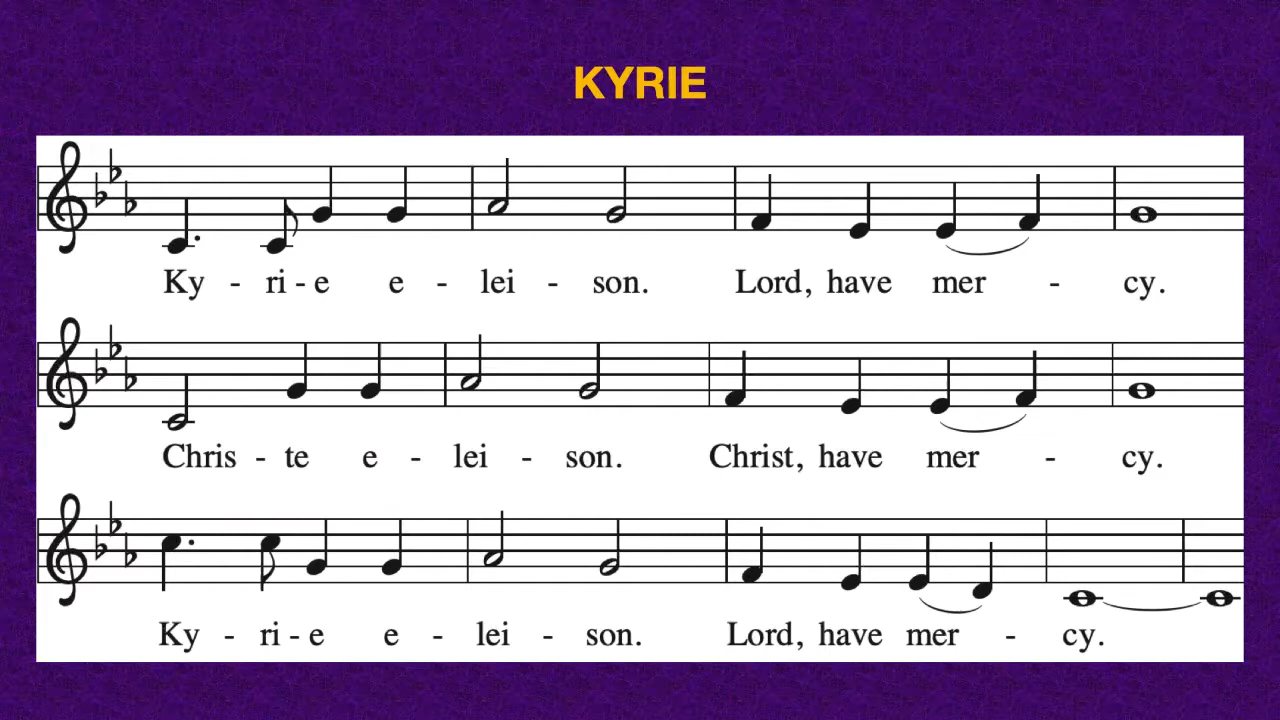 KYRIE
Ky - ri - e e - lei - son. Lord, have mer - cy.
Chris - te e - lei - son. Christ, have mer - cy.
Ky - ri - e e - lei - son. Lord, have mer - cy.